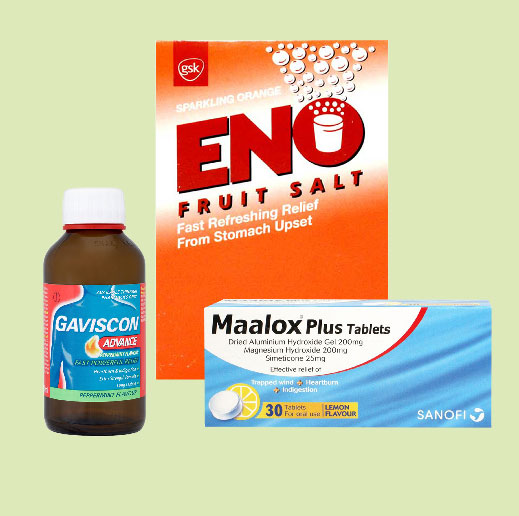 gsk
SPARKLING ORANGE
ENO
FRUIT SALT
Fast Refreshing Relief
From Stomach Upset
GAVISCON
ADVANCE
PEPPERMINT FLAVOUR
Maalox Plus Tablets
Dried Aluminium Hydroxide Gel 200mg
Magnesium Hydroxide 200mg
Simeticone 25mg
Effective relief of
Trapped wind + Heartburn
+ Indigestion
30 Tablets
For oral use
LEMON
FLAVOUR
SANOFI